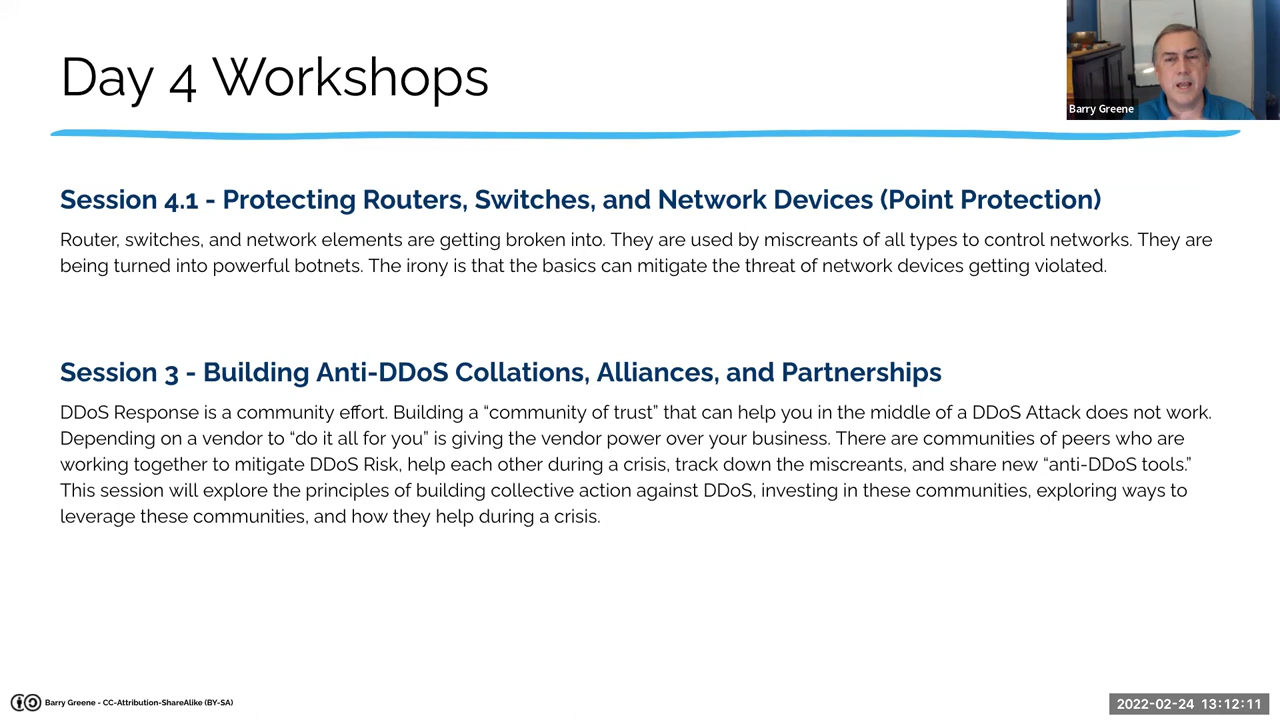 Day 4 Workshops
Barry Greene
Session 4.1 - Protecting Routers, Switches, and Network Devices (Point Protection)
Router, switches, and network elements are getting broken into. They are used by miscreants of all types to control networks. They are
being turned into powerful botnets. The irony is that the basics can mitigate the threat of network devices getting violated.
Session 3 - Building Anti-DDoS Collations, Alliances, and Partnerships
DDoS Response is a community effort. Building a “community of trust” that can help you in the middle of a DDoS Attack does not work.
Depending on a vendor to “do it all for you” is giving the vendor power over your business. There are communities of peers who are
working together to mitigate DDoS Risk, help each other during a crisis, track down the miscreants, and share new “anti-DDoS tools.”
This session will explore the principles of building collective action against DDoS, investing in these communities, exploring ways to
leverage these communities, and how they help during a crisis.
Barry Greene - CC-Attribution-ShareAlike (BY-SA)
2022-02-24 13:12:11